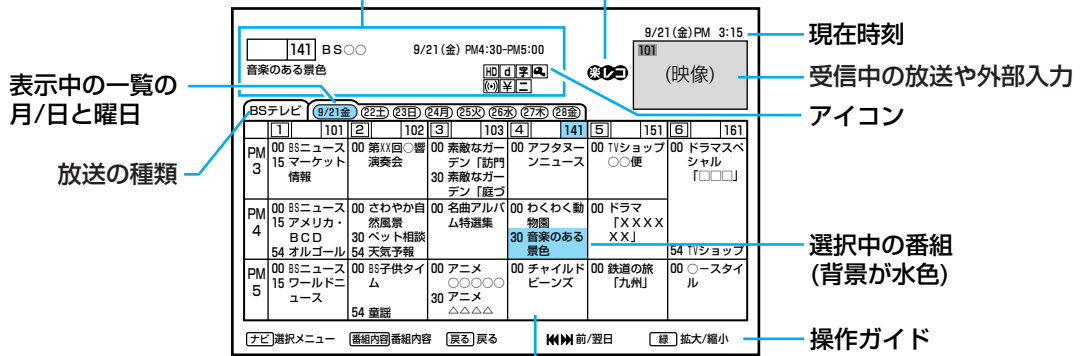 9/21(金)PM 3:15
現在時刻
141 BS○○ 9/21(金) PM4:30-PM5:00
101
音楽のある景色
HD d 字
楽レコ
(映像)
受信中の放送や外部入力
表示中の一覧の
月/日と曜日
アイコン
BSテレビ 9/21金 22土 23日 24月 25火 26水 27木 28金
放送の種類
1 101 2 102 3 103 4 141 5 151 6 161
PM
3
00 BSニュース
15 マーケット
情報
00 第XX回○響
演奏会
00 素敵なガー
デン「訪門
30 素敵なガー
デン「庭づ
00 アフタヌー
ンニュース
00 TVショップ
○○便
00 ドラマスペ
シャル
「□□□」
54 TVショップ
PM
4
00 BSニュース
15 アメリカ・
BCD
54 オルゴール
00 さわやか自
然風景
30 ペット相談
54 天気予報
00 名曲アルバ
ム特選集
00 わくわく動
物園
30 音楽のある
景色
00 ドラマ
「XXXX
XX」
選択中の番組
(背景が水色)
PM
5
00 BSニュース
15 ワールドニ
ュース
00 BS子供タイ
ム
54 童謡
00 アニメ
○○○○○
30 アニメ
△△△△
00 チャイルド
ビーンズ
00 鉄道の旅
「九州」
00 ○ースタイ
ル
ナビ 選択メニュー 番組内容 番組内容 戻る 戻る 前/翌日 緑 拡大/縮小
操作ガイド